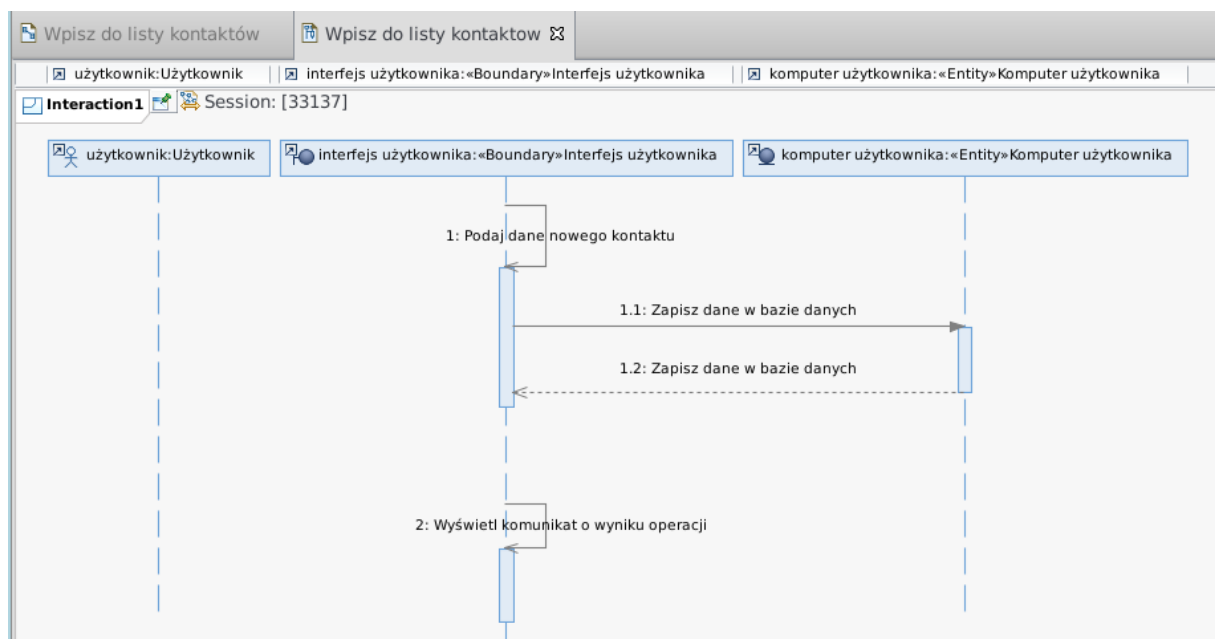 Wpisz do listy kontaktów
Wpisz do listy kontaktow
użytkownik:Użytkownik
interfejs użytkownika:«Boundary»Interfejs użytkownika
komputer użytkownika:«Entity»Komputer użytkownika
Interaction1
Session: [33137]
użytkownik:Użytkownik
interfejs użytkownika:«Boundary»Interfejs użytkownika
komputer użytkownika:«Entity»Komputer użytkownika
1: Podaj dane nowego kontaktu
1.1: Zapisz dane w bazie danych
1.2: Zapisz dane w bazie danych
2: Wyświetl komunikat o wyniku operacji